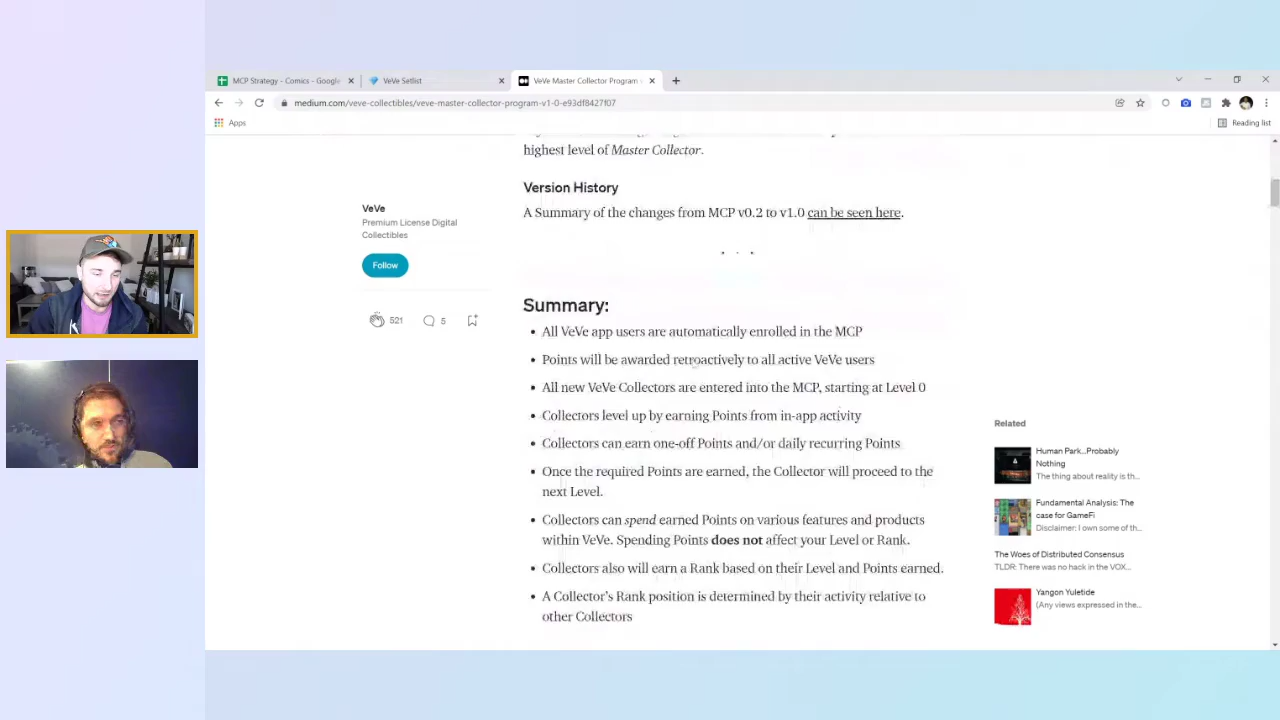 MCP Strategy - Comics - Google
VeVe Setlist
VeVe Master Collector Program
medium.com/veve-collectibles/veve-master-collector-program-v1-0-e93df8427f07
Apps
Reading list
highest level of Master Collector.
Version History
A Summary of the changes from MCP v0.2 to v1.0 can be seen here.
VeVe
Premium License Digital
Collectibles
Follow
521
5
Summary:
• All VeVe app users are automatically enrolled in the MCP
• Points will be awarded retroactively to all active VeVe users
• All new VeVe Collectors are entered into the MCP, starting at Level 0
• Collectors level up by earning Points from in-app activity
• Collectors can earn one-off Points and/or daily recurring Points
• Once the required Points are earned, the Collector will proceed to the
next Level.
• Collectors can spend earned Points on various features and products
within VeVe. Spending Points does not affect your Level or Rank.
• Collectors also will earn a Rank based on their Level and Points earned.
• A Collector's Rank position is determined by their activity relative to
other Collectors
Related
Human Park...Probably
Nothing
The thing about reality is th...
Fundamental Analysis: The
case for GameFi
Disclaimer: I own some of th...
The Woes of Distributed Consensus
TLDR: There was no hack in the VOX...
Yangon Yuletide
(Any views expressed in the...